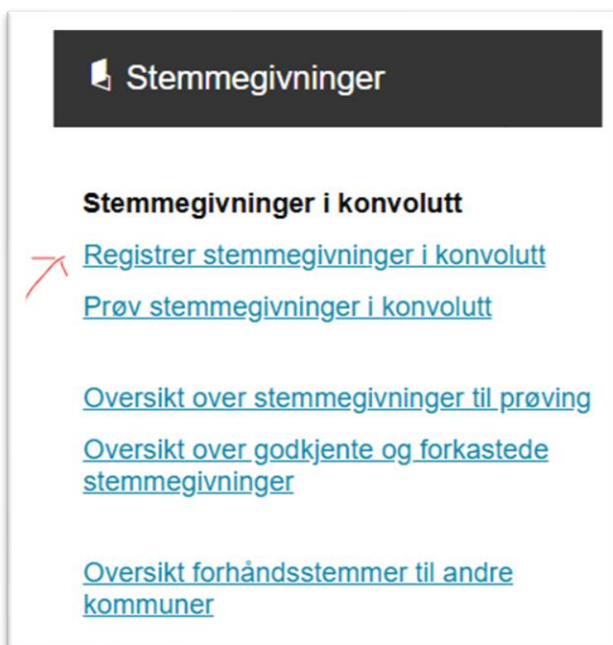 Stemmegivninger
Stemmegivninger i konvolutt
Registrer stemmegivninger i konvolutt
Prøv stemmegivninger i konvolutt
Oversikt over stemmegivninger til prøving
Oversikt over godkjente og forkastede
stemmegivninger
Oversikt forhåndsstemmer til andre
kommuner